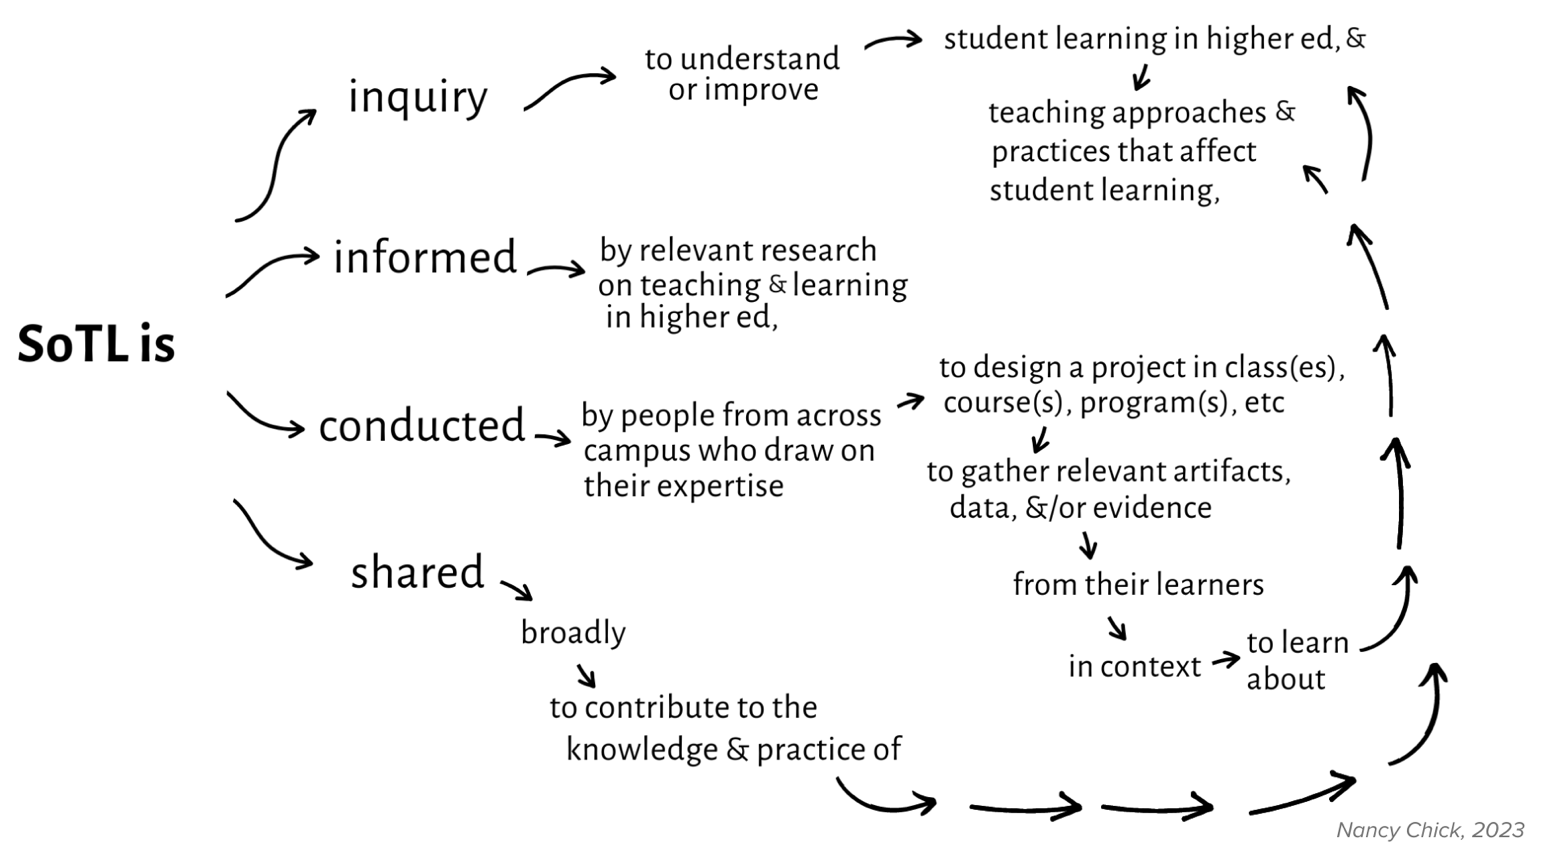 SoTL is
inquiry
to understand
or improve
student learning in higher ed, &
teaching approaches &
practices that affect
student learning,
informed
by relevant research
on teaching & learning
in higher ed,
conducted
by people from across
campus who draw on
their expertise
to design a project in class(es),
course(s), program(s), etc
to gather relevant artifacts,
data, &/or evidence
from their learners
in context
to learn
about
shared
broadly
to contribute to the
knowledge & practice of
Nancy Chick, 2023